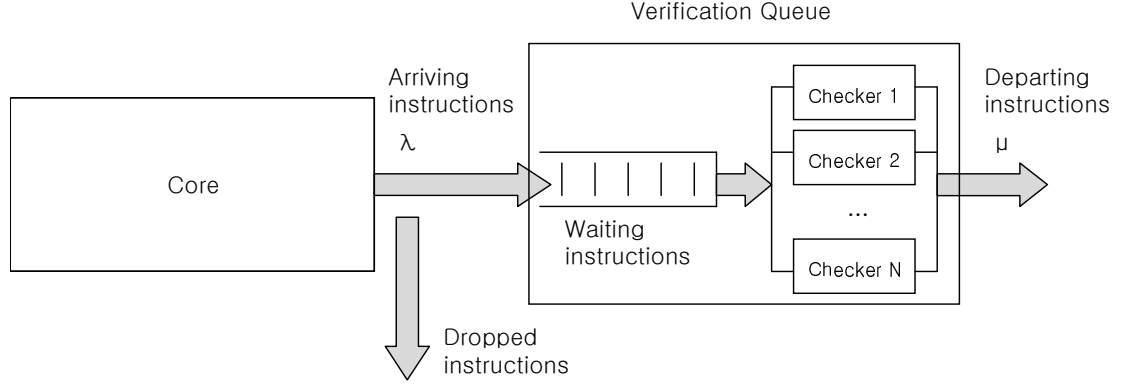 Verification Queue
Arriving
instructions
λ
Core
Waiting
instructions
Checker 1
Checker 2
...
Checker N
Departing
instructions
μ
Dropped
instructions